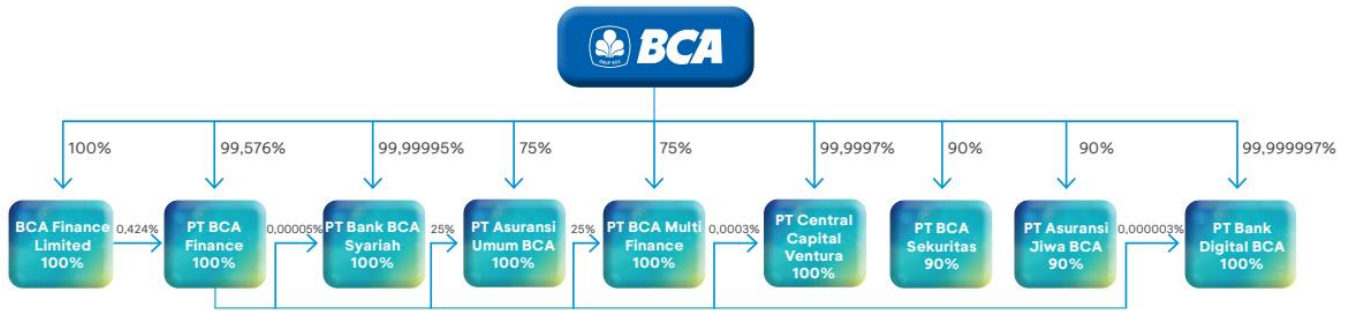 BCA
100%
99,576%
99,99995%
75%
75%
99,9997%
90%
90%
99,999997%
BCA Finance
Limited
100%
0,424%
PT BCA
Finance
100%
0,00005%
PT Bank BCA
Syariah
100%
25%
PT Asuransi
Umum BCA
100%
25%
PT BCA Multi
Finance
100%
0,0003%
PT Central
Capital
Ventura
100%
PT BCA
Sekuritas
90%
PT Asuransi
Jiwa BCA
90%
0,000003%
PT Bank
Digital BCA
100%